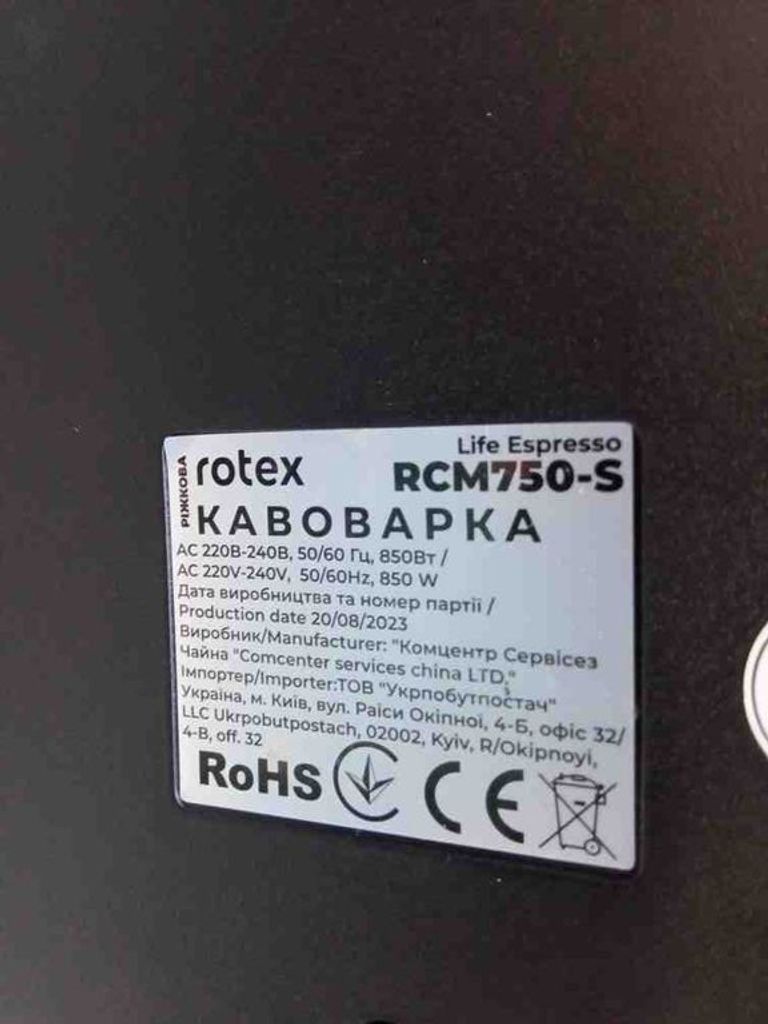 Life Espresso
РІЖКОВА
rotex
RCM750-S
КАВОВАРКА
АС 220В-240В, 50/60 Гц, 850Вт /
AC 220V-240V, 50/60Hz, 850 W
Дата виробництва та номер партії /
Production date 20/08/2023
Виробник/Manufacturer: "Комцентр Сервісез
Чайна "Comcenter services china LTD."
Імпортер/Importer:ТОВ "Укрпобутпостач"
Україна, м. Київ, вул. Раїси Окіпної, 4-Б, офіс 32/
LLC Ukrpobutpostach, 02002, Kyiv, R/Okipnoyi,
4-B, off. 32
RoHS CE